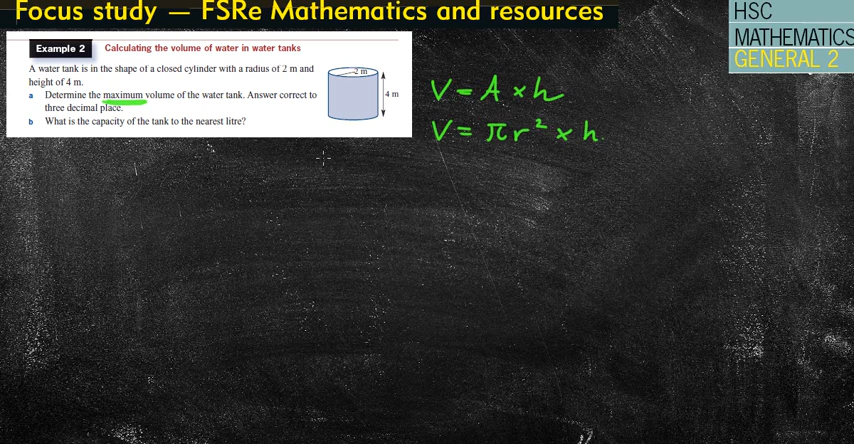 Focus study — FSRe Mathematics and resources
HSC
MATHEMATICS
GENERAL 2
Example 2 Calculating the volume of water in water tanks
A water tank is in the shape of a closed cylinder with a radius of 2 m and
height of 4 m.
a Determine the maximum volume of the water tank. Answer correct to
three decimal place.
b What is the capacity of the tank to the nearest litre?
2 m
4 m
V = A × h
V = πr² × h.